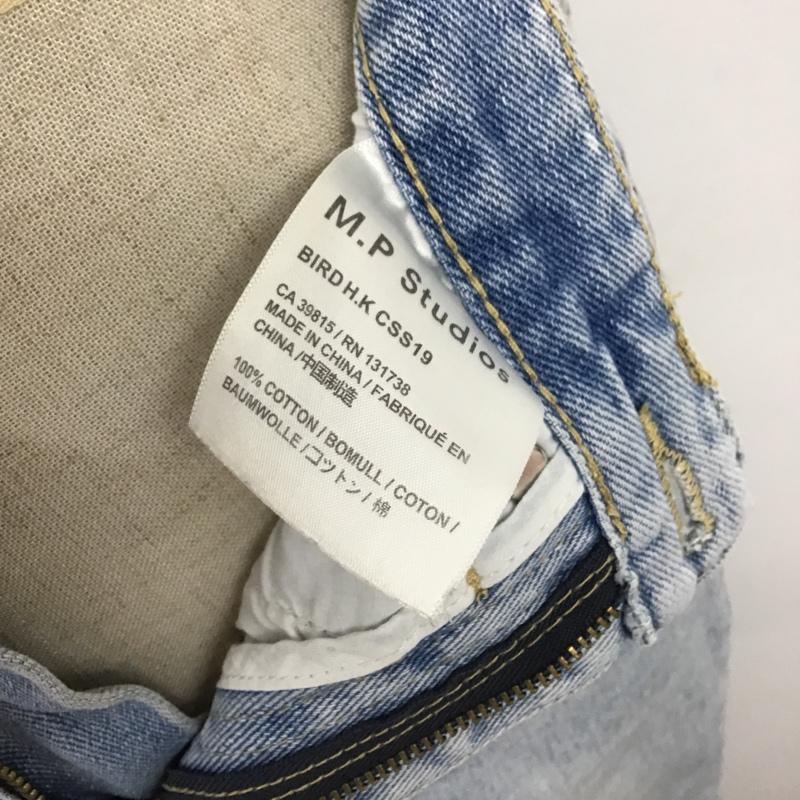 M.P Studios
BIRD H.K CSS19
CA 39815 / RN 131738
MADE IN CHINA / FABRIQUÉ EN
CHINA /中国制造
100% COTTON / BOMULL / COTON /
BAUMWOLLE /コットン / 棉